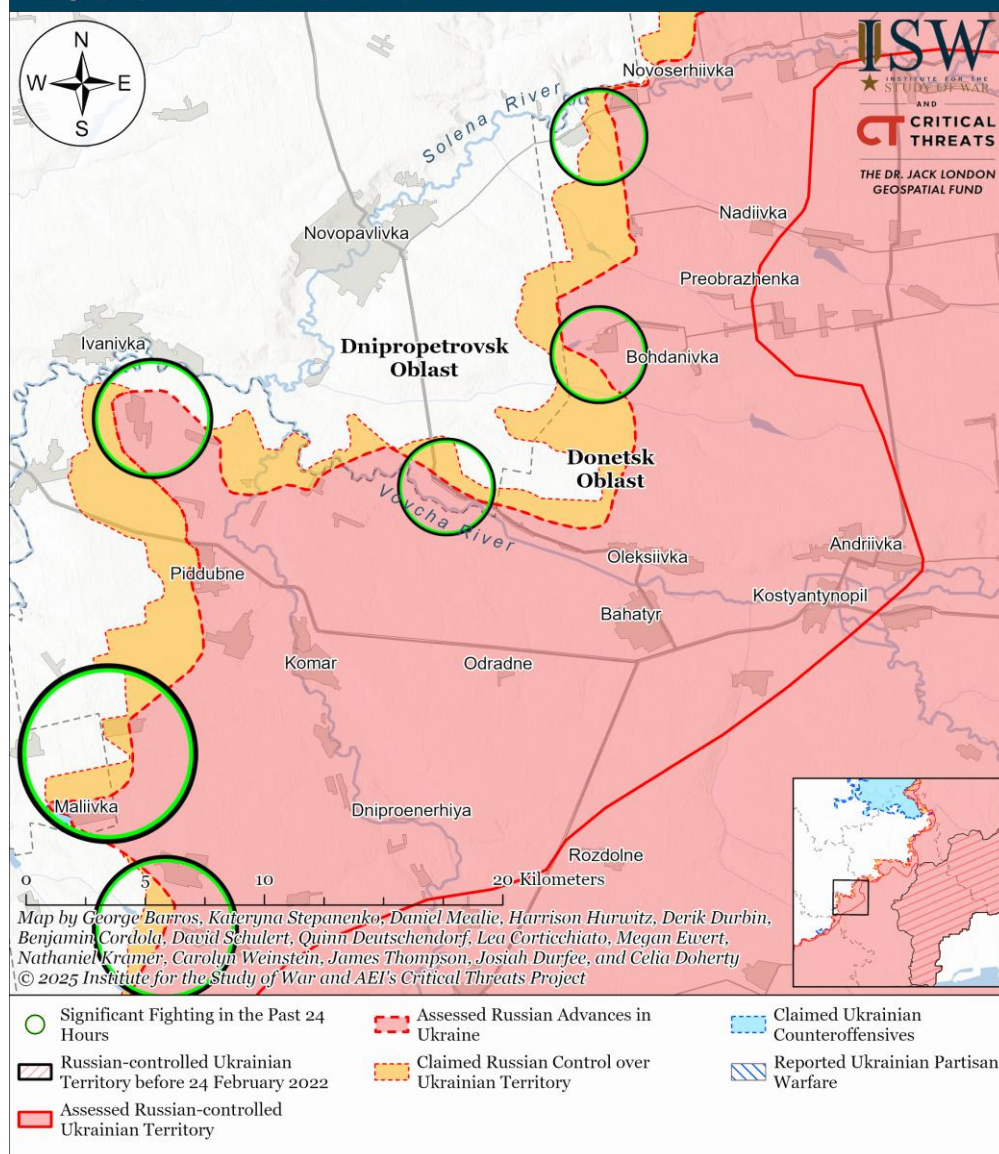 N
W
E
S
ISW
INSTITUTE FOR THE
STUDY OF WAR
AND
CT CRITICAL
THREATS
THE DR. JACK LONDON
GEOSPATIAL FUND
Novoserhiivka
Solena River
Nadiivka
Novopavlivka
Preobrazhenka
Ivanivka
Dnipropetrovsk
Oblast
Bohdanivka
Donetsk
Oblast
Vovcha River
Oleksiivka
Andriivka
Piddubne
Kostyantynopil
Bahatyr
Komar
Odradne
Maliivka
Dniproenerhiya
Rozdolne
0 5 10 20 Kilometers
Map by George Barros, Kateryna Stepanenko, Daniel Mealie, Harrison Hurwitz, Derik Durbin,
Benjamin Cordola, David Schulert, Quinn Deutschendorf, Lea Corticchiato, Megan Ewert,
Nathaniel Kramer, Carolyn Weinstein, James Thompson, Josiah Durfee, and Celia Doherty
© 2025 Institute for the Study of War and AEI's Critical Threats Project
Significant Fighting in the Past 24
Hours
Russian-controlled Ukrainian
Territory before 24 February 2022
Assessed Russian-controlled
Ukrainian Territory
Assessed Russian Advances in
Ukraine
Claimed Russian Control over
Ukrainian Territory
Claimed Ukrainian
Counteroffensives
Reported Ukrainian Partisan
Warfare